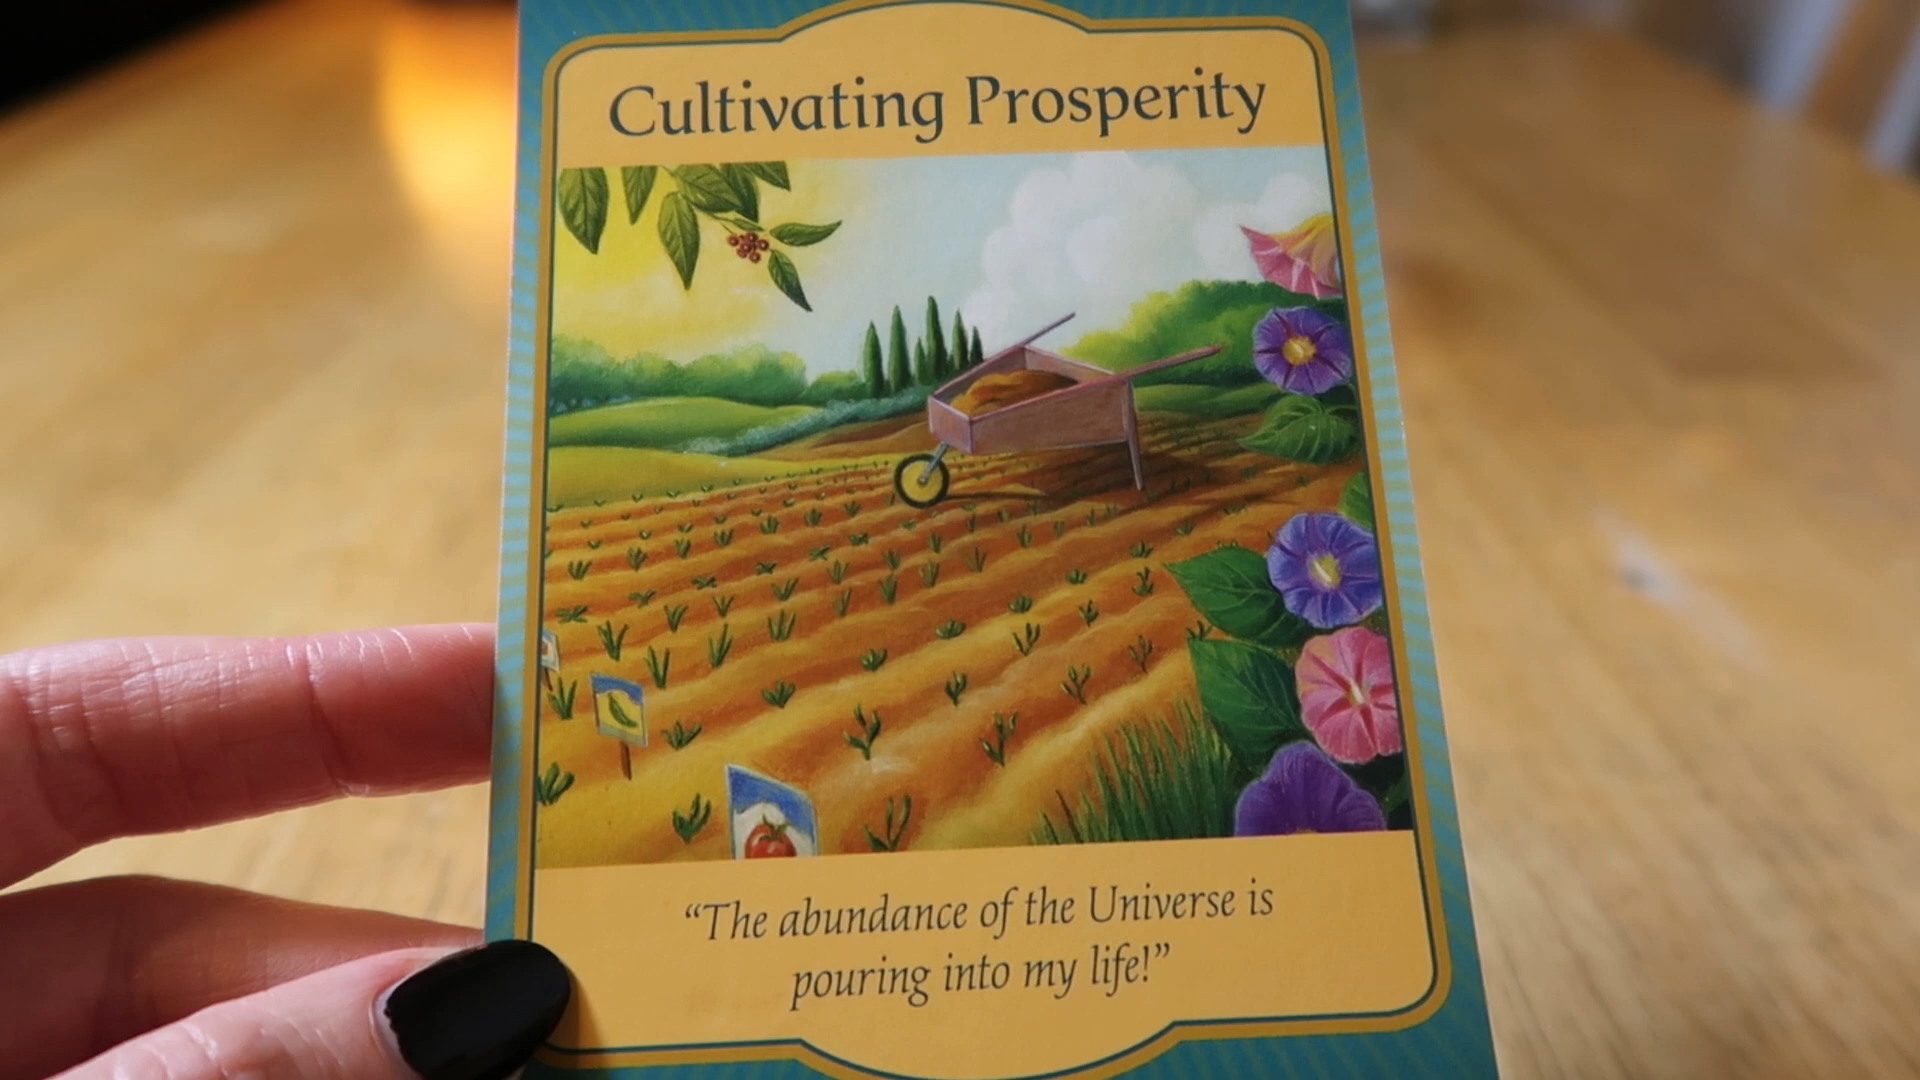 Cultivating Prosperity
“The abundance of the Universe is
pouring into my life!”